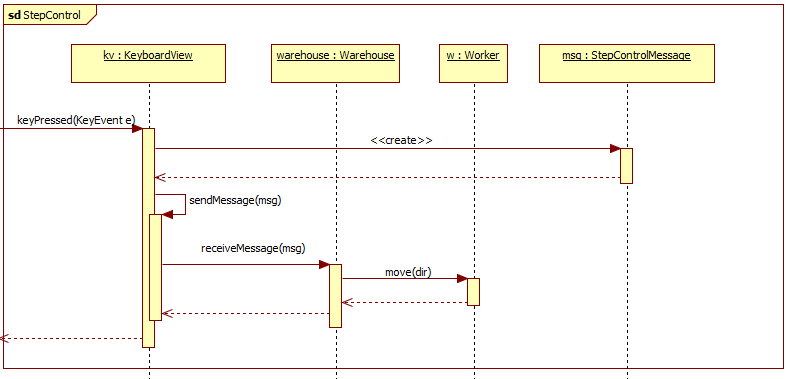 sd StepControl
kv : KeyboardView
warehouse : Warehouse
w : Worker
msg : StepControlMessage
keyPressed(KeyEvent e)
<<create>>
sendMessage(msg)
receiveMessage(msg)
move(dir)